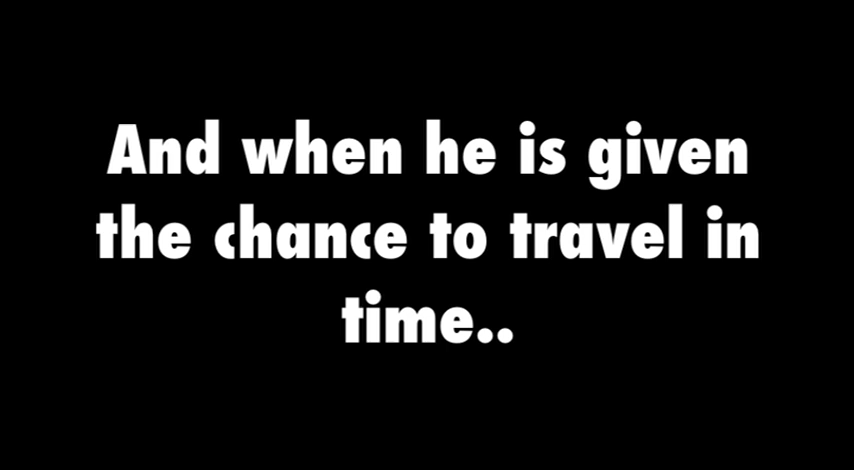 And when he is given
the chance to travel in
time..